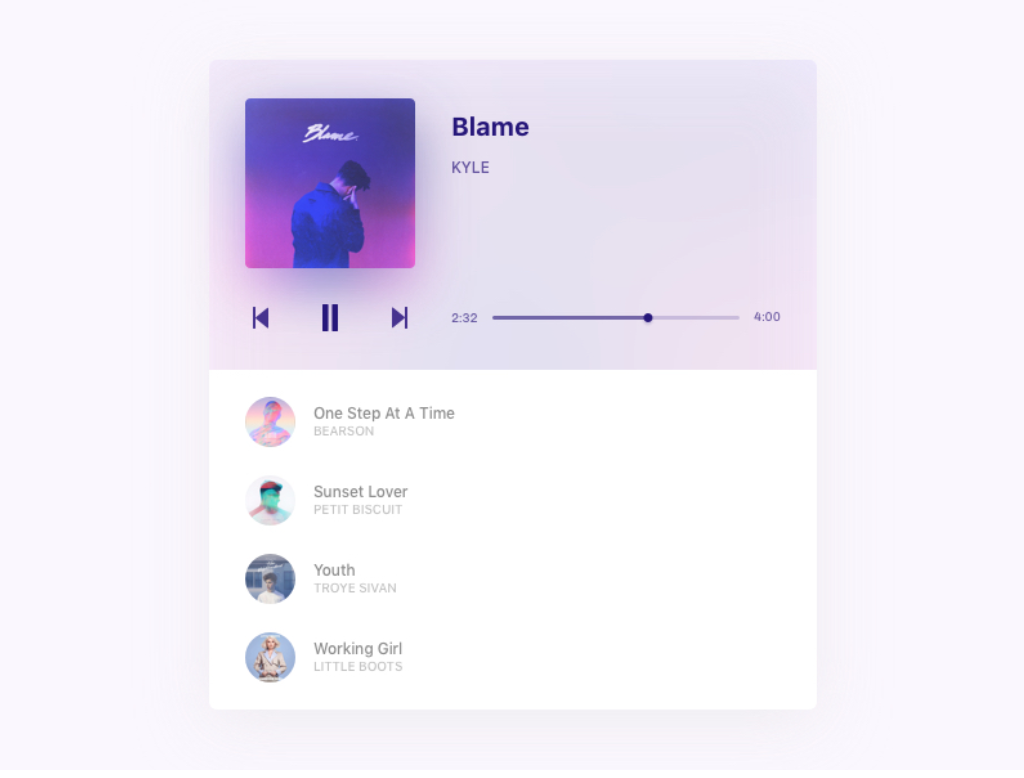 Blame.
Blame
KYLE
2:32
4:00
One Step At A Time
BEARSON
Sunset Lover
PETIT BISCUIT
Youth
TROYE SIVAN
Working Girl
LITTLE BOOTS